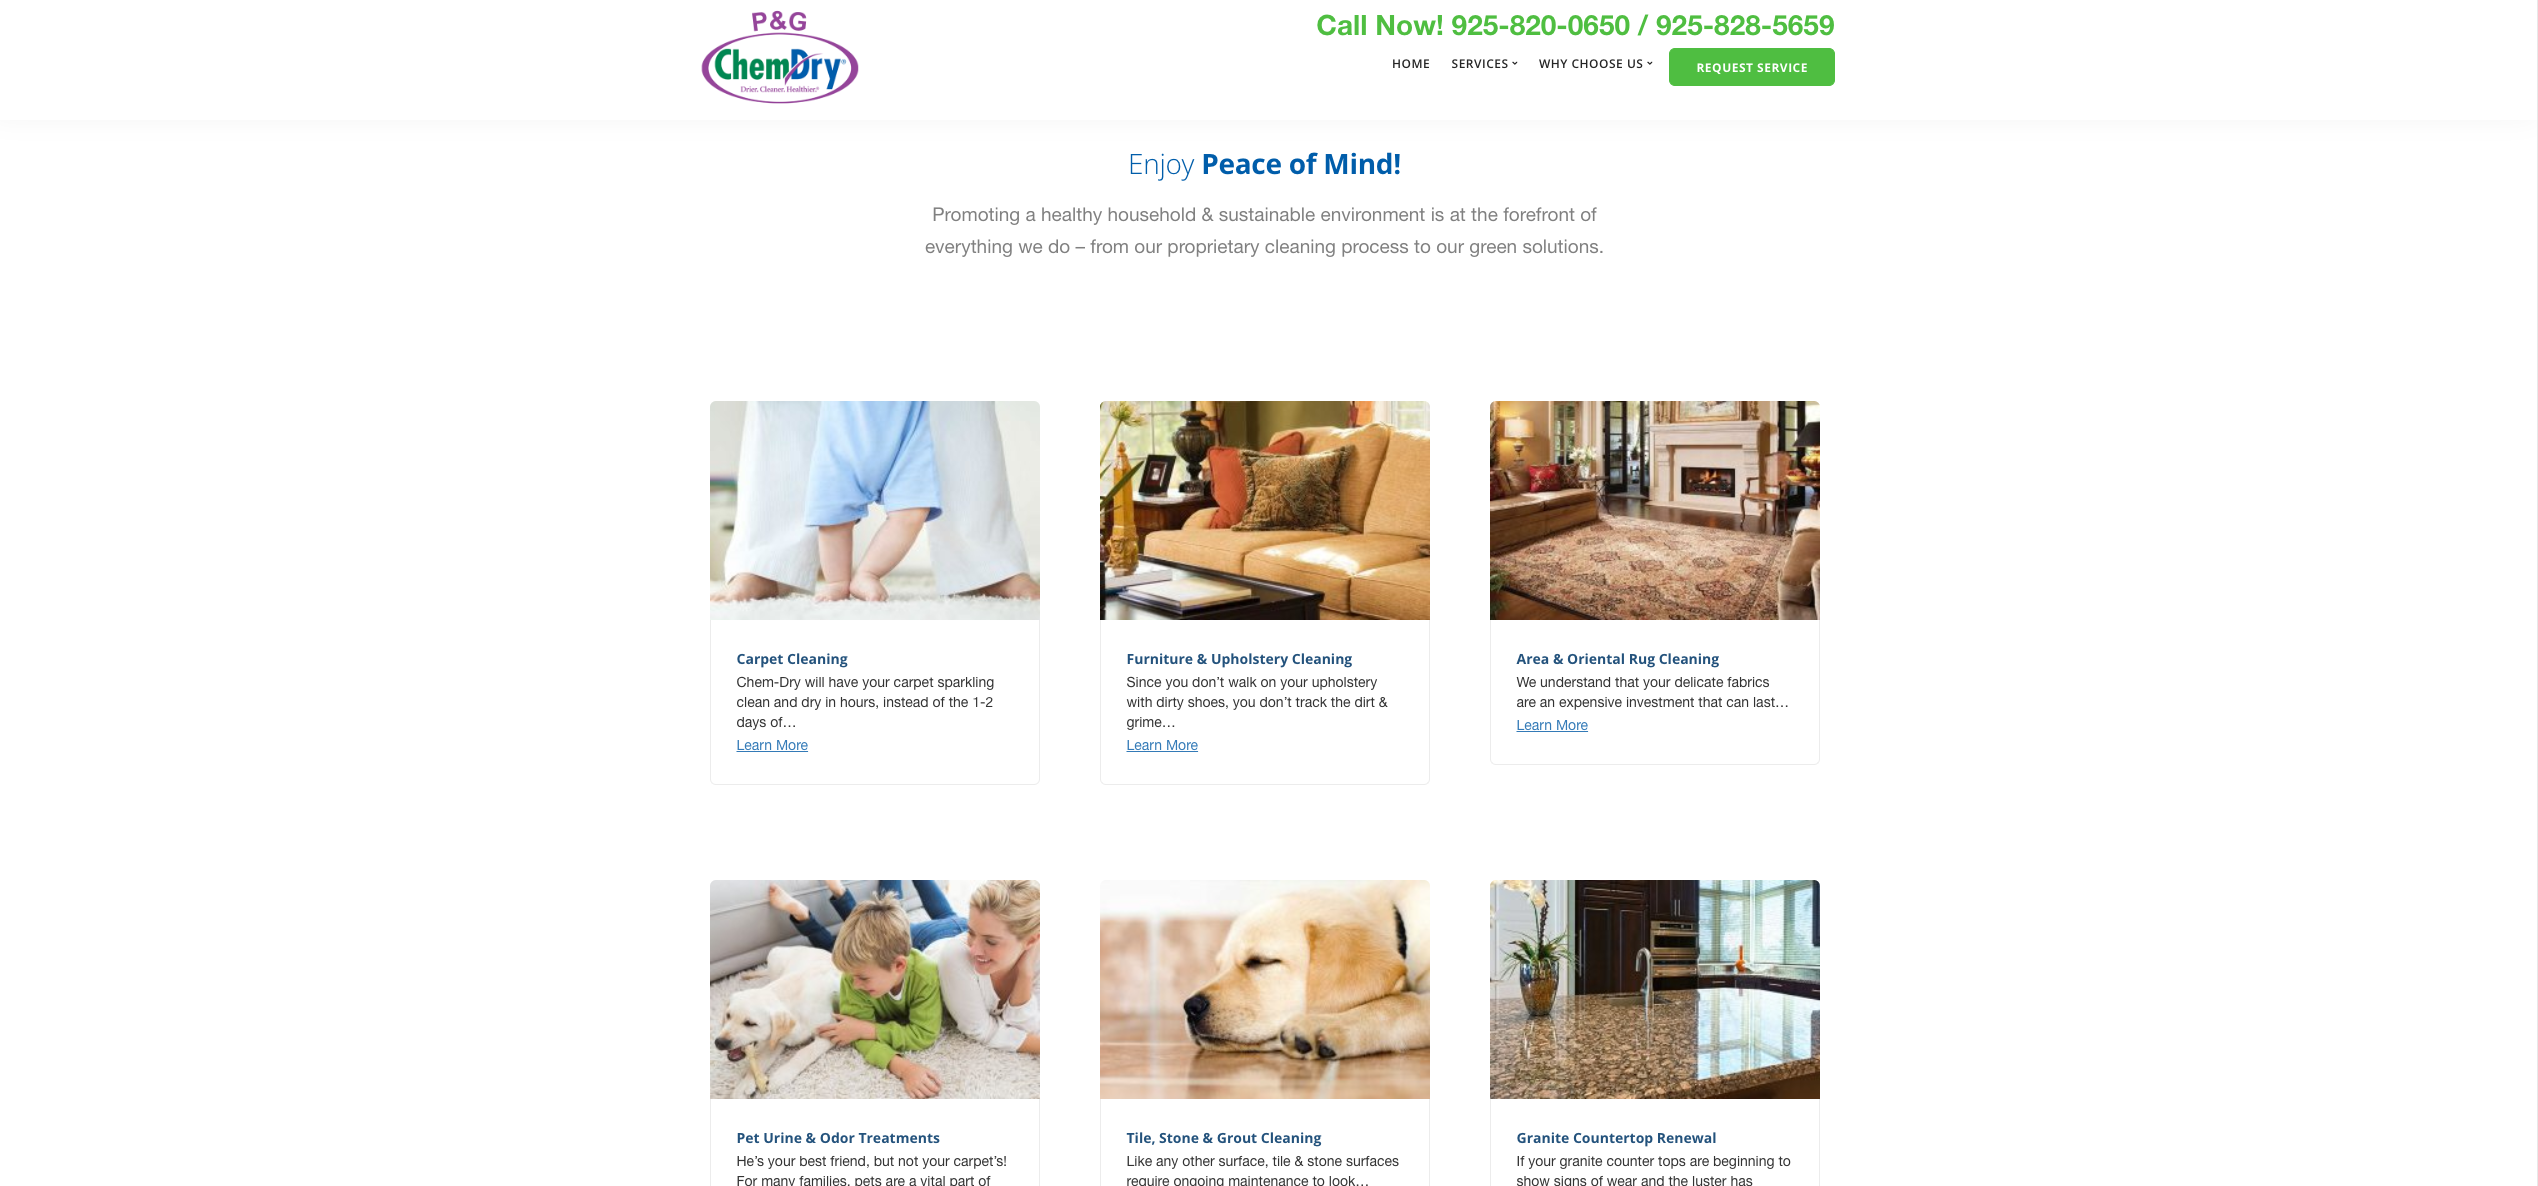 P&G
ChemDry®
Drier. Cleaner. Healthier.®
Call Now! 925-820-0650 / 925-828-5659
HOME SERVICES WHY CHOOSE US REQUEST SERVICE
Enjoy Peace of Mind!
Promoting a healthy household & sustainable environment is at the forefront of
everything we do – from our proprietary cleaning process to our green solutions.
Carpet Cleaning
Chem-Dry will have your carpet sparkling
clean and dry in hours, instead of the 1-2
days of…
Learn More
Furniture & Upholstery Cleaning
Since you don’t walk on your upholstery
with dirty shoes, you don’t track the dirt &
grime…
Learn More
Area & Oriental Rug Cleaning
We understand that your delicate fabrics
are an expensive investment that can last…
Learn More
Pet Urine & Odor Treatments
He’s your best friend, but not your carpet’s!
For many families, pets are a vital part of
Tile, Stone & Grout Cleaning
Like any other surface, tile & stone surfaces
require ongoing maintenance to look…
Granite Countertop Renewal
If your granite counter tops are beginning to
show signs of wear and the luster has